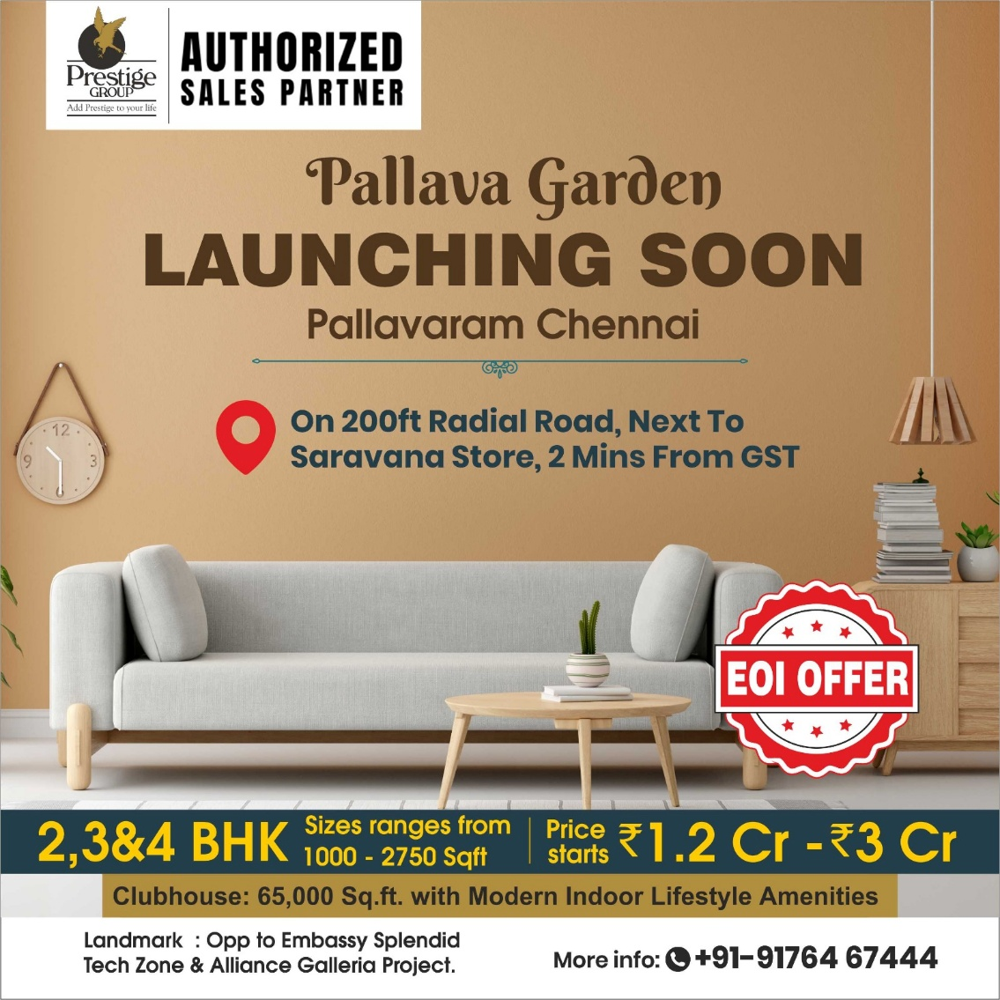 Prestige
GROUP
Add Prestige to your life
AUTHORIZED
SALES PARTNER
Pallava Garden
LAUNCHING SOON
Pallavaram Chennai
On 200ft Radial Road, Next To
Saravana Store, 2 Mins From GST
12
9
3
6
EOI OFFER
2,3&4 BHK
Sizes ranges from
1000 - 2750 Sqft
Price
starts
₹1.2 Cr -₹3 Cr
Clubhouse: 65,000 Sq.ft. with Modern Indoor Lifestyle Amenities
Landmark : Opp to Embassy Splendid
Tech Zone & Alliance Galleria Project.
More info: +91-91764 67444